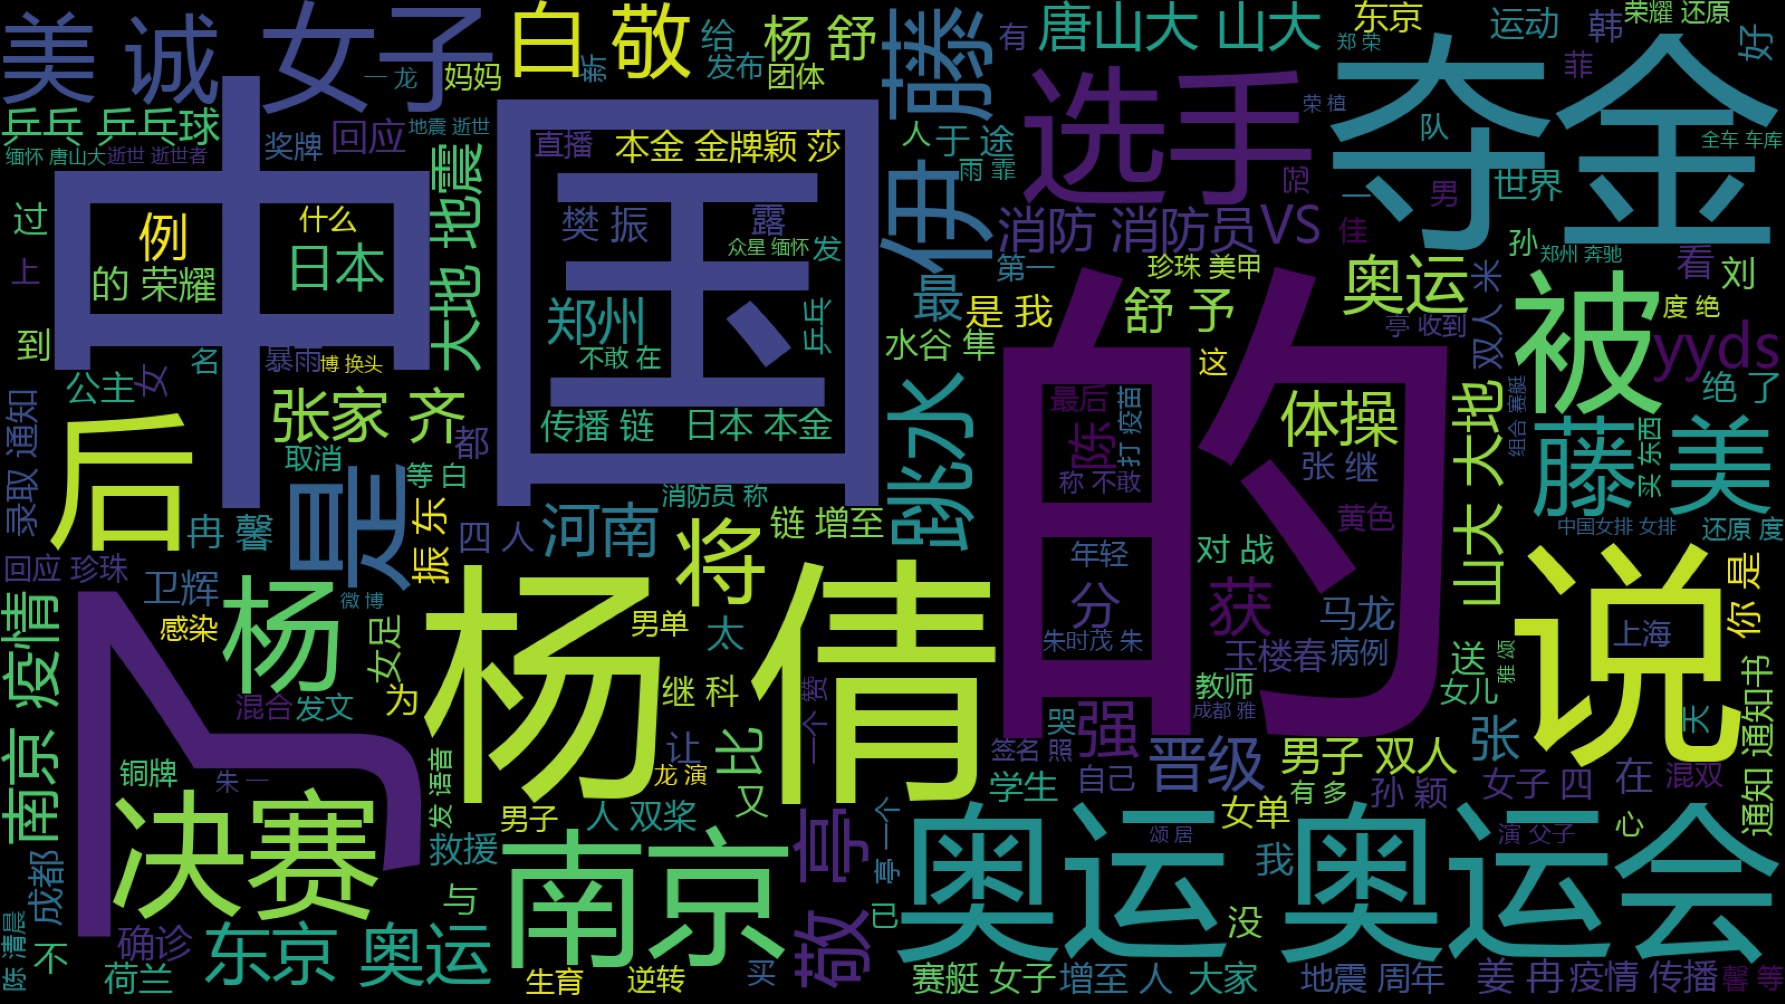 美诚 女子
白敬
给
发布
杨 舒
团体
藤
伊
有
唐山大 山大
东京
郑 荣
运动
韩
荣耀 还原
好
菲
一 龙
妈妈
靳
乒乓 乒乓球
缅怀 唐山大
逝世 逝世者
奖牌
回应
地震 逝世
中国
直播
本金 金牌颖 莎
人
于 途
雨 霏
选手
荣 植
夺金
队
全车 车库
过
上
到
例
什么
的 荣耀
日本
大地 地震
樊 振
露
众星 缅怀
发
消防 消防员
VS
一
男
佳
世界
孙
郑州 奔驰
看
刘
郑州
不敢 在
乒乓
最
第一
是 我
珍珠 美甲
舒 予
奥运
双人 米
被
度 绝
名
暴雨
博 换头
水谷 隼
这
亭 收到
yyds
公主
女
张家 齐
传播 链
日本 本金
跳水
的
最后
打 疫苗
体操
组合 赛艇
绝 了
录取 通知
后
取消
都
等 白
陈
称 不敢
张 继
山大 大地
藤 美
买 东西
冉 馨
是
振 东
消防员 称
四 人
河南
将
链 增至
黄色
中国女排 女排
还原 度
回应 珍珠
卫辉
微 博
年轻
对 战
说
你 是
感染
杨
女足
杨倩
男单
太
分
获
马龙
上海
南京 疫情
人
混合
发文
为
继 科
一个 赞
朱时茂 朱
玉楼春
病例
送
雅 颂
女儿
教师
成都 雅
哭
强
铜牌
朱 一
发 语音
让
龙 演
比
签名 照
晋级
男子 双人
张
天
通知 通知书
决赛
又
学生
自己
有 多
孙 颖
女子 四
在
混双
男子
人 双桨
亭
敬
亭 一个
女单
奥运 奥运会
颂 居
演 父子
心
成都
救援
南京
我
陈 清晨
不
确诊
荷兰
东京 奥运
与
生育
逆转
买
已
没
赛艇 女子
增至 人
大家
地震 周年
姜 冉
疫情 传播
馨 等